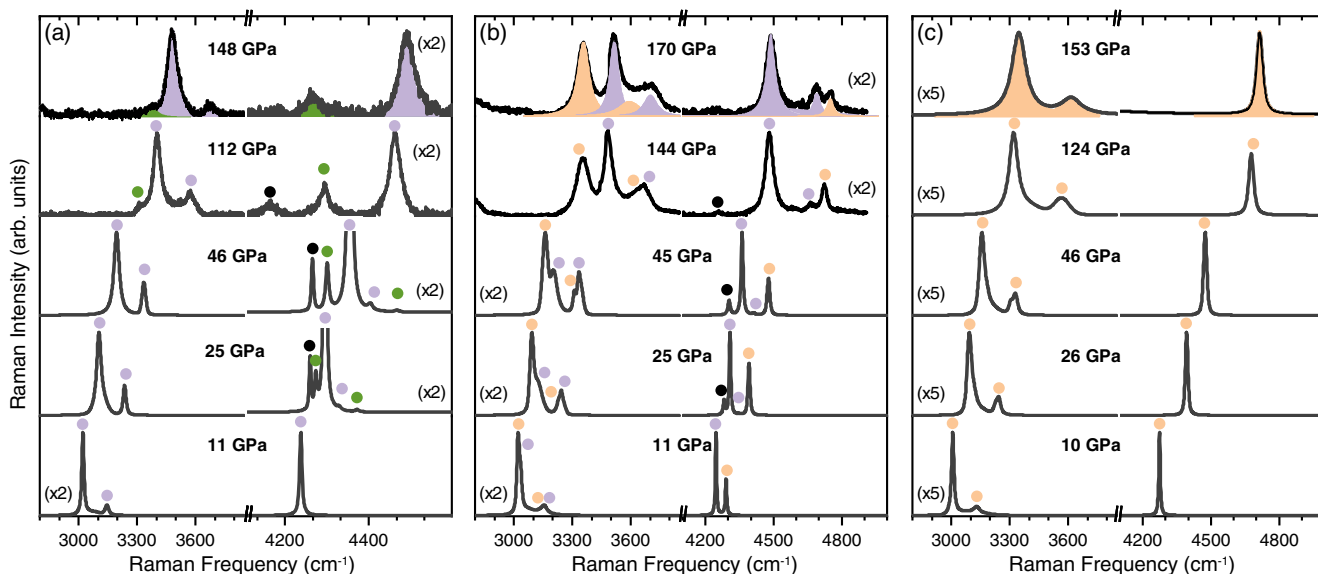 (a)
148 GPa
(x2)
112 GPa
(x2)
46 GPa
(x2)
25 GPa
(x2)
11 GPa
(x2)
3000 3300 3600 4200 4400
Raman Frequency (cm-1)
Raman Intensity (arb. units)
(b)
170 GPa
(x2)
144 GPa
(x2)
45 GPa
(x2)
25 GPa
(x2)
11 GPa
(x2)
3000 3300 3600 4500 4800
Raman Frequency (cm-1)
(c)
153 GPa
(x5)
124 GPa
(x5)
46 GPa
(x5)
26 GPa
(x5)
10 GPa
(x5)
3000 3300 3600 4200 4500 4800
Raman Frequency (cm-1)